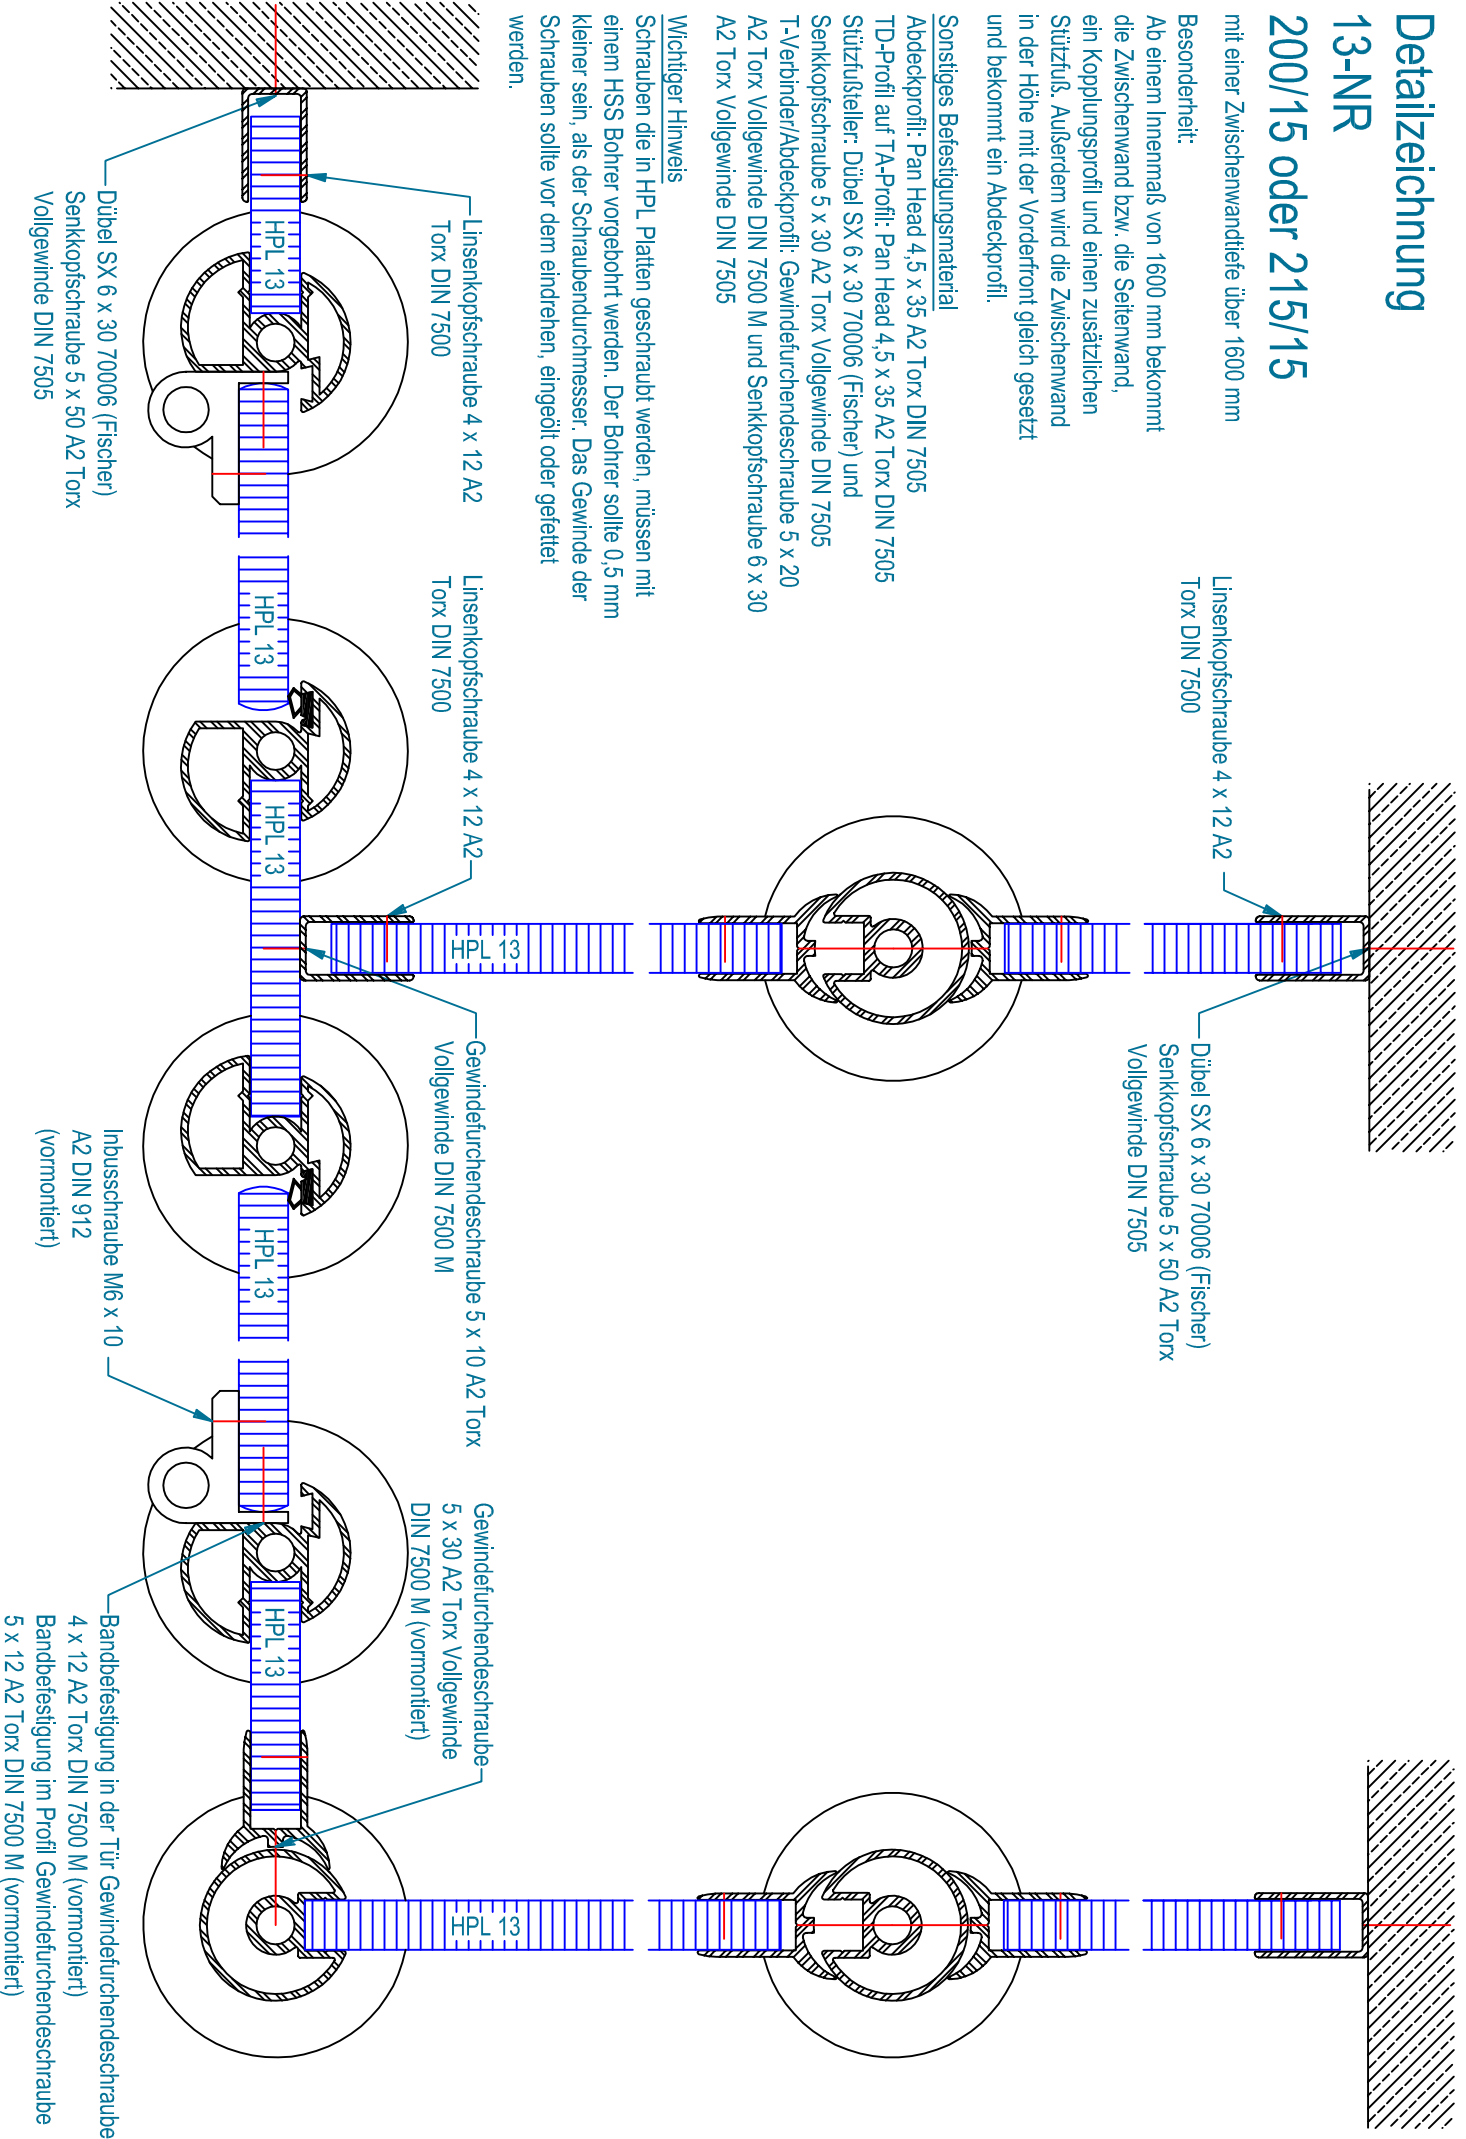 Detailzeichnung
13-NR
200/15 oder 215/15
mit einer Zwischenwandtiefe über 1600 mm
Besonderheit:
Ab einem Innenmaß von 1600 mm bekommt
die Zwischenwand bzw. die Seitenwand,
ein Kopplungsprofil und einen zusätzlichen
Stützfuß. Außerdem wird die Zwischenwand
in der Höhe mit der Vorderfront gleich gesetzt
und bekommt ein Abdeckprofil.
Sonstiges Befestigungsmaterial
Abdeckprofil: Pan Head 4,5 x 35 A2 Torx DIN 7505
TD-Profil auf TA-Profil: Pan Head 4,5 x 35 A2 Torx DIN 7505
Stützfußteller: Dübel SX 6 x 30 70006 (Fischer) und
Senkkopfschraube 5 x 30 A2 Torx Vollgewinde DIN 7505
T-Verbinder/Abdeckprofil: Gewindefurchendeschraube 5 x 20
A2 Torx Vollgewinde DIN 7500 M und Senkkopfschraube 6 x 30
A2 Torx Vollgewinde DIN 7505
Wichtiger Hinweis
Schrauben die in HPL Platten geschraubt werden, müssen mit
einem HSS Bohrer vorgebohrt werden. Der Bohrer sollte 0,5 mm
kleiner sein, als der Schraubendurchmesser. Das Gewinde der
Schrauben sollte vor dem eindrehen, eingeölt oder gefettet
werden.
Linsenkopfschraube 4 x 12 A2
Torx DIN 7500
Dübel SX 6 x 30 70006 (Fischer)
Senkkopfschraube 5 x 50 A2 Torx
Vollgewinde DIN 7505
Linsenkopfschraube 4 x 12 A2
Torx DIN 7500
Linsenkopfschraube 4 x 12 A2
Torx DIN 7500
Dübel SX 6 x 30 70006 (Fischer)
Senkkopfschraube 5 x 50 A2 Torx
Vollgewinde DIN 7505
Gewindefurchendeschraube 5 x 10 A2 Torx
Vollgewinde DIN 7500 M
Gewindefurchendeschraube
5 x 30 A2 Torx Vollgewinde
DIN 7500 M (vormontiert)
Inbusschraube M6 x 10
A2 DIN 912
(vormontiert)
Bandbefestigung in der Tür Gewindefurchendeschraube
4 x 12 A2 Torx DIN 7500 M (vormontiert)
Bandbefestigung im Profil Gewindefurchendeschraube
5 x 12 A2 Torx DIN 7500 M (vormontiert)
HPL 13
HPL 13
HPL 13
HPL 13
HPL 13
HPL 13
HPL 13